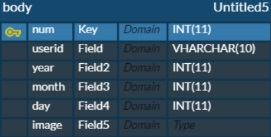 body Untitled5
num Key Domain INT(11)
userid Field Domain VHARCHAR(10)
year Field2 Domain INT(11)
month Field3 Domain INT(11)
day Field4 Domain INT(11)
image Field5 Domain Type